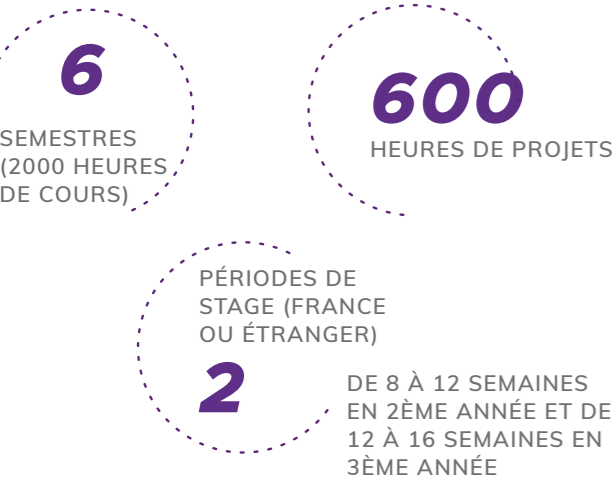 6
SEMESTRES
(2000 HEURES
DE COURS)
600
HEURES DE PROJETS
PÉRIODES DE
STAGE (FRANCE
OU ÉTRANGER)
2
DE 8 À 12 SEMAINES
EN 2ÈME ANNÉE ET DE
12 À 16 SEMAINES EN
3ÈME ANNÉE